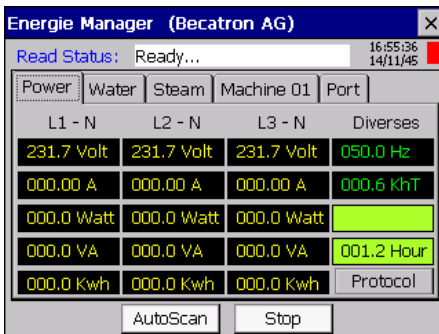 Energie Manager (Becatron AG)
Read Status: Ready... 16:55:36
14/11/45
Power Water Steam Machine 01 Port
L1 - N L2 - N L3 - N Diverses
231.7 Volt 231.7 Volt 231.7 Volt 050.0 Hz
000.00 A 000.00 A 000.00 A 000.6 KhT
000.0 Watt 000.0 Watt 000.0 Watt
000.0 VA 000.0 VA 000.0 VA 001.2 Hour
000.0 Kwh 000.0 Kwh 000.0 Kwh Protocol
AutoScan Stop